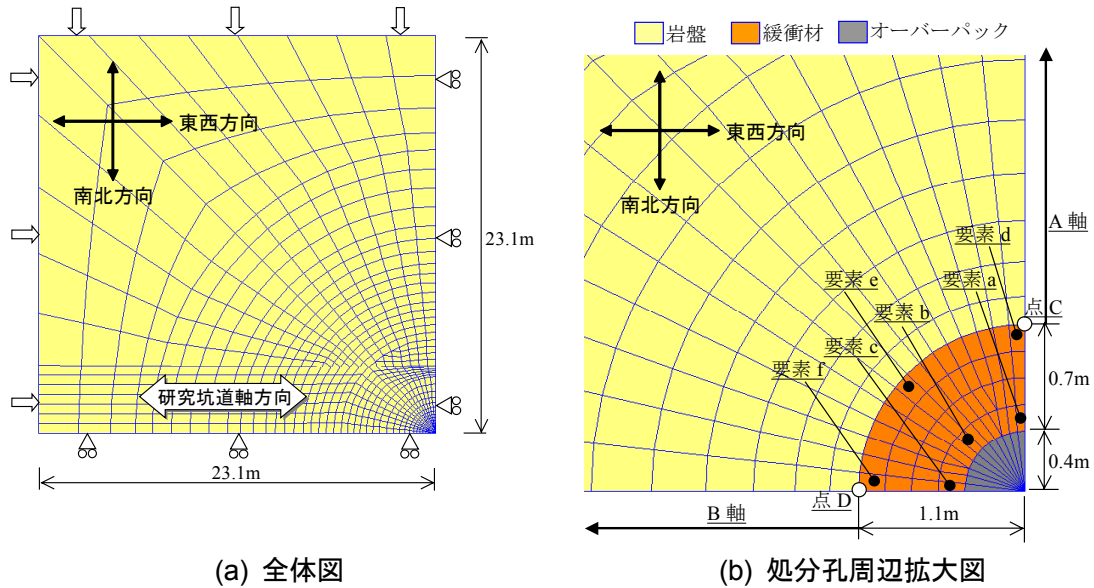 東西方向
南北方向
研究坑道軸方向
23.1m
23.1m
(a) 全体図
岩盤
緩衝材
オーバーパック
東西方向
南北方向
A 軸
要素 d
要素 a
要素 e
要素 b
要素 c
要素 f
点 C
0.7m
0.4m
点 D
B 軸
1.1m
(b) 処分孔周辺拡大図